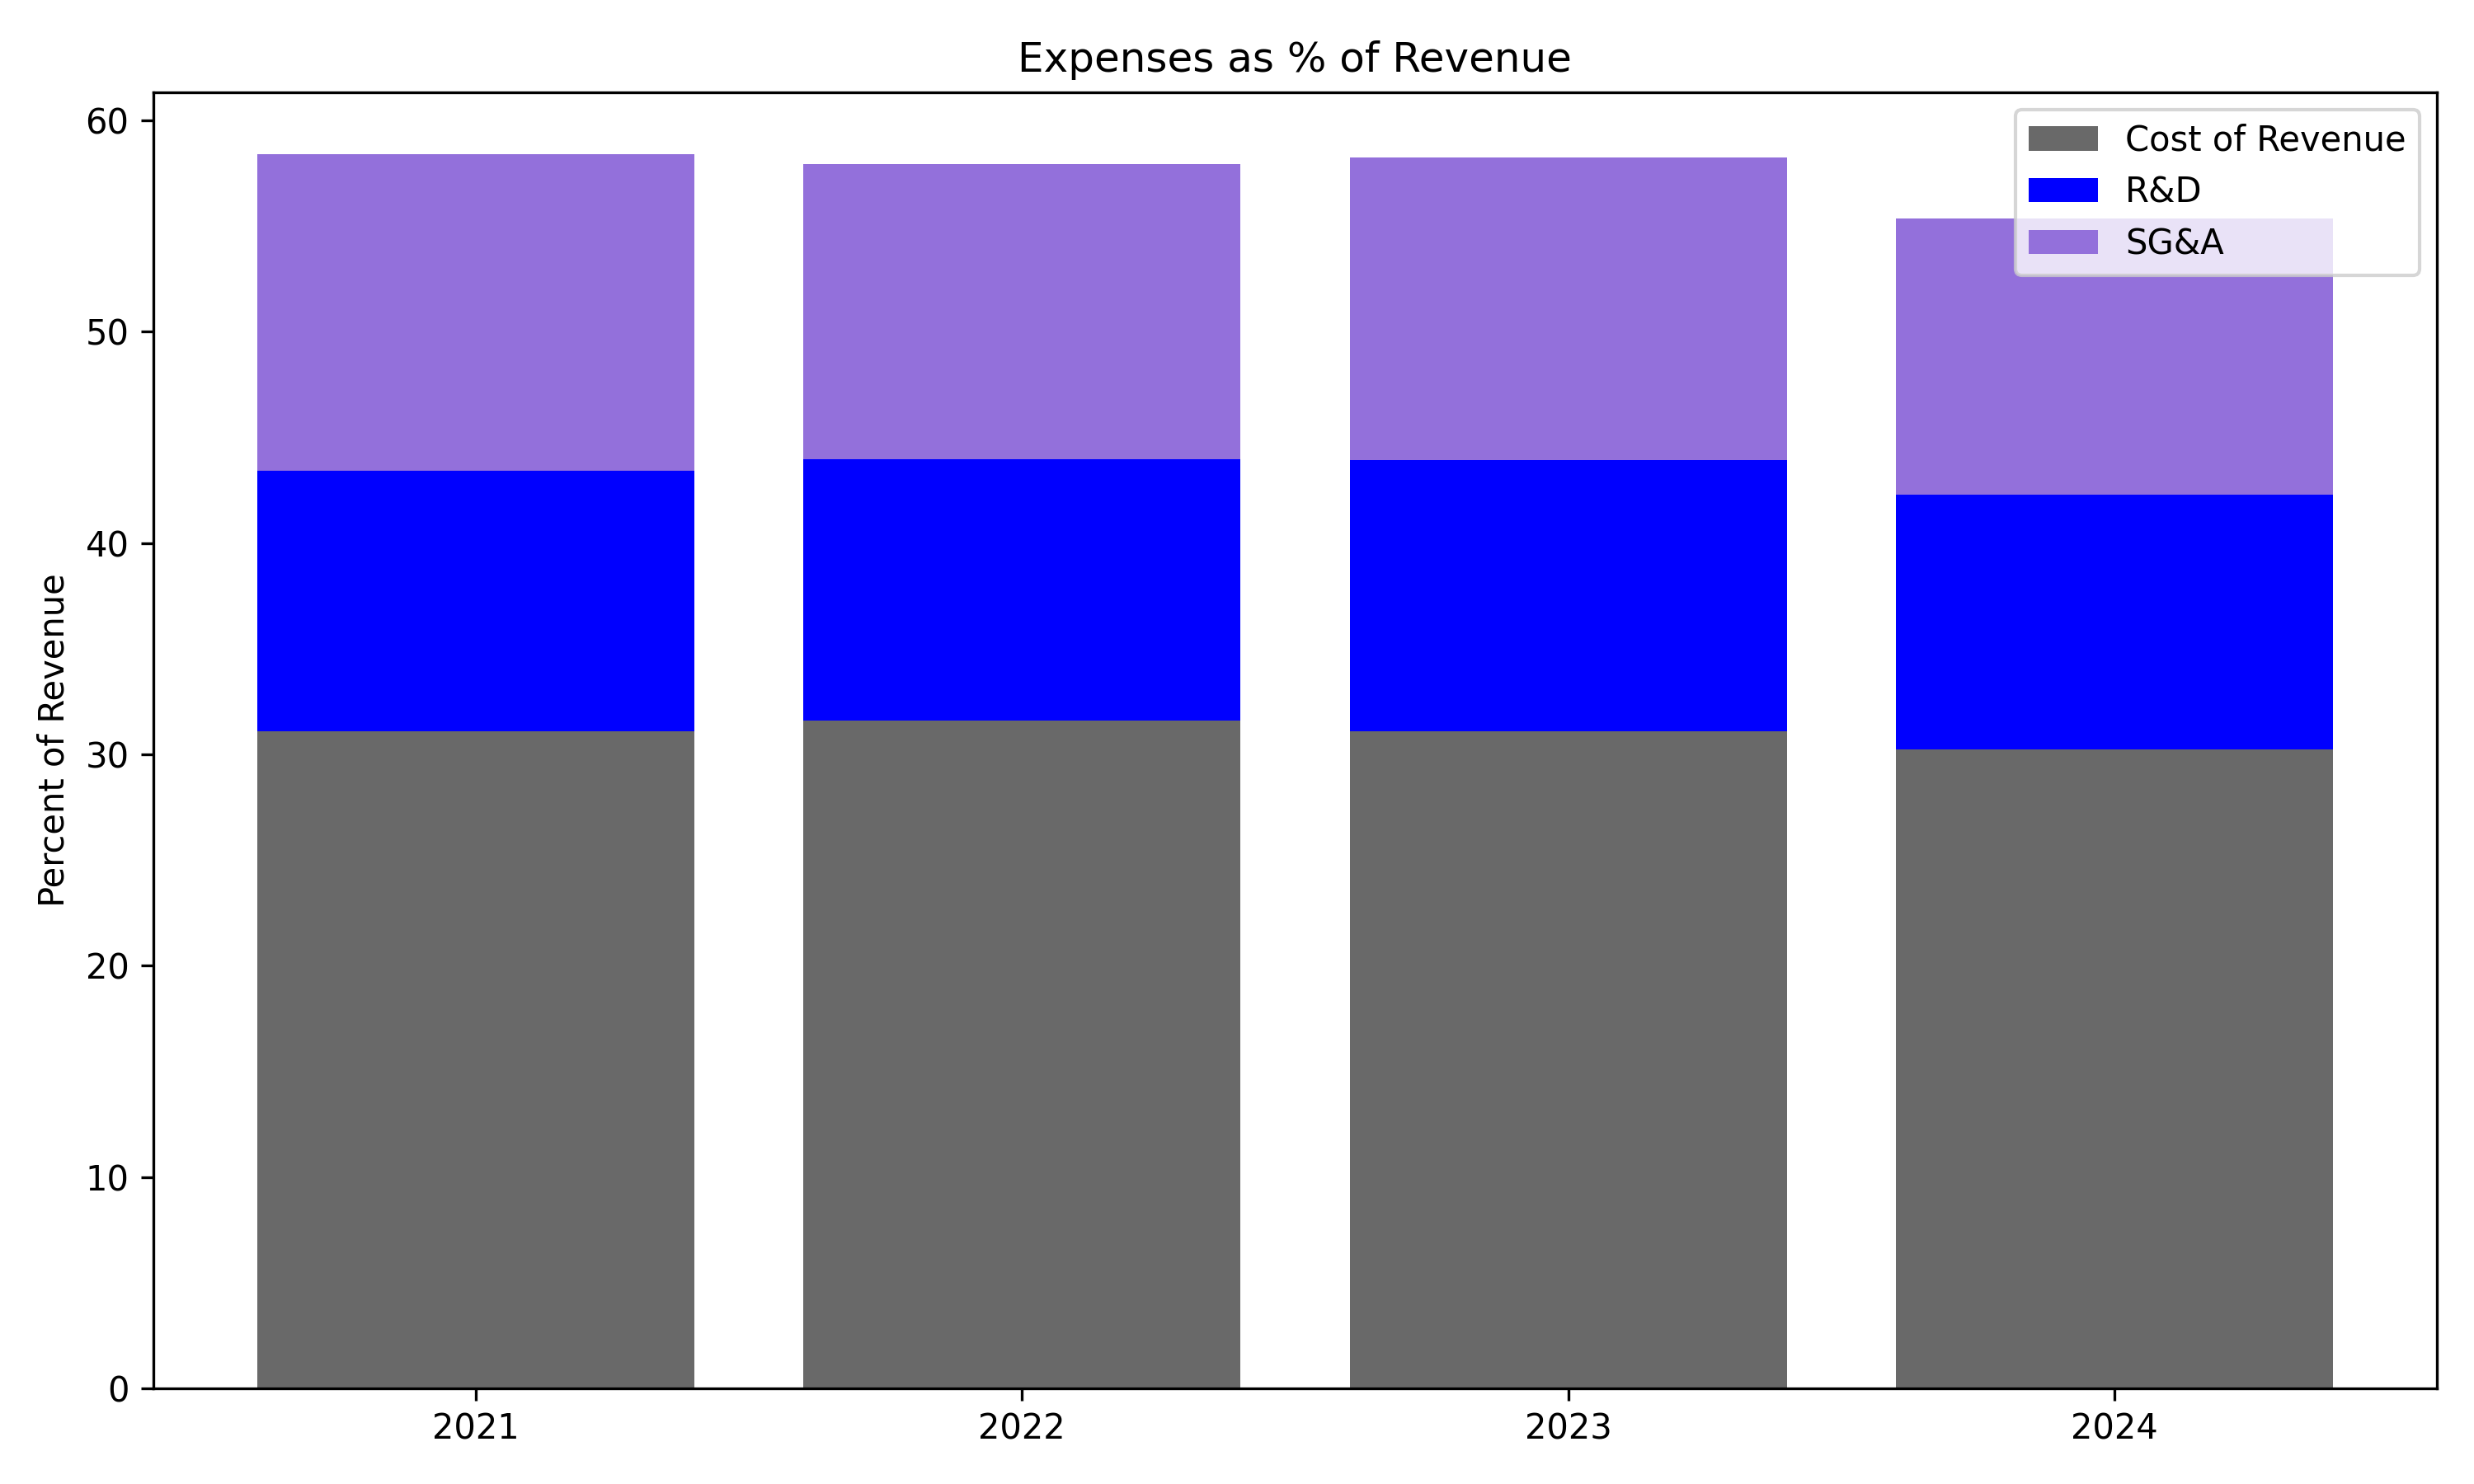 Expenses as % of Revenue
Cost of Revenue
R&D
SG&A
Percent of Revenue
60
50
40
30
20
10
0
2021
2022
2023
2024